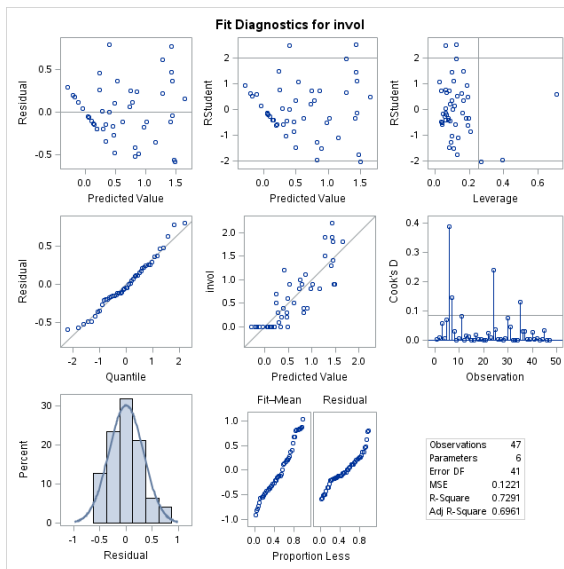 Fit Diagnostics for invol
Residual
0.5
0.0
-0.5
0.0 0.5 1.0 1.5
Predicted Value
RStudent
2
1
0
-1
-2
0.0 0.5 1.0 1.5
Predicted Value
RStudent
2
1
0
-1
-2
0.0 0.2 0.4 0.6
Leverage
Residual
0.5
0.0
-0.5
-2 -1 0 1 2
Quantile
invol
2.0
1.5
1.0
0.5
0.0
0.0 0.5 1.0 1.5 2.0
Predicted Value
Cook's D
0.4
0.3
0.2
0.1
0.0
0 10 20 30 40 50
Observation
Percent
30
20
10
0
-1 -0.5 0 0.5 1
Residual
Fit–Mean Residual
1.0
0.5
0.0
-0.5
-1.0
0.0 0.4 0.8 0.0 0.4 0.8
Proportion Less
Observations 47
Parameters 6
Error DF 41
MSE 0.1221
R-Square 0.7291
Adj R-Square 0.6961